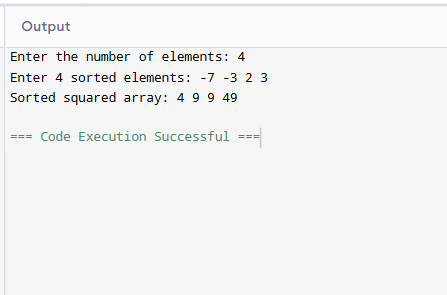 Output
Enter the number of elements: 4
Enter 4 sorted elements: -7 -3 2 3
Sorted squared array: 4 9 9 49
=== Code Execution Successful ===